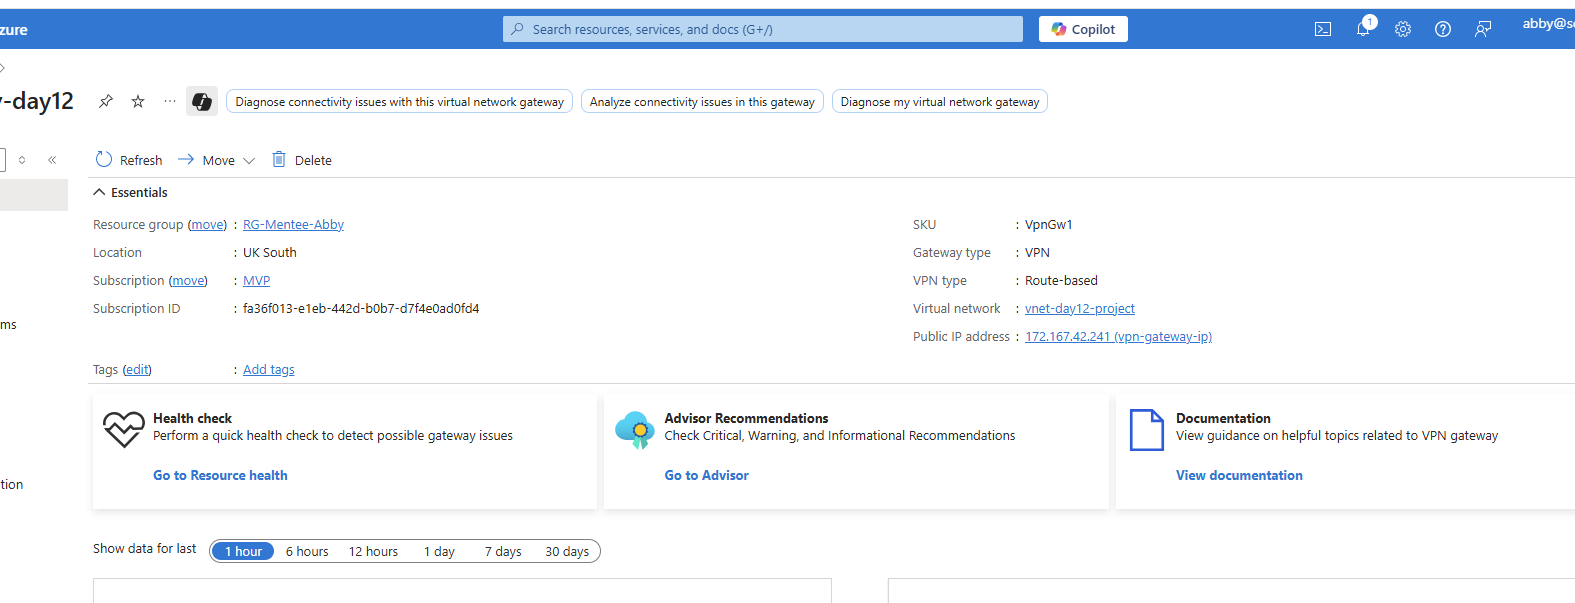 zure
Search resources, services, and docs (G+/)
Copilot
1
abby@s
-day12
Diagnose connectivity issues with this virtual network gateway
Analyze connectivity issues in this gateway
Diagnose my virtual network gateway
Refresh
Move
Delete
Essentials
Resource group (move) : RG-Mentee-Abby
Location : UK South
Subscription (move) : MVP
Subscription ID : fa36f013-e1eb-442d-b0b7-d7f4e0ad0fd4
SKU : VpnGw1
Gateway type : VPN
VPN type : Route-based
Virtual network : vnet-day12-project
Public IP address : 172.167.42.241 (vpn-gateway-ip)
ms
Tags (edit) : Add tags
Health check
Perform a quick health check to detect possible gateway issues
Go to Resource health
Advisor Recommendations
Check Critical, Warning, and Informational Recommendations
Go to Advisor
Documentation
View guidance on helpful topics related to VPN gateway
View documentation
tion
Show data for last
1 hour
6 hours
12 hours
1 day
7 days
30 days